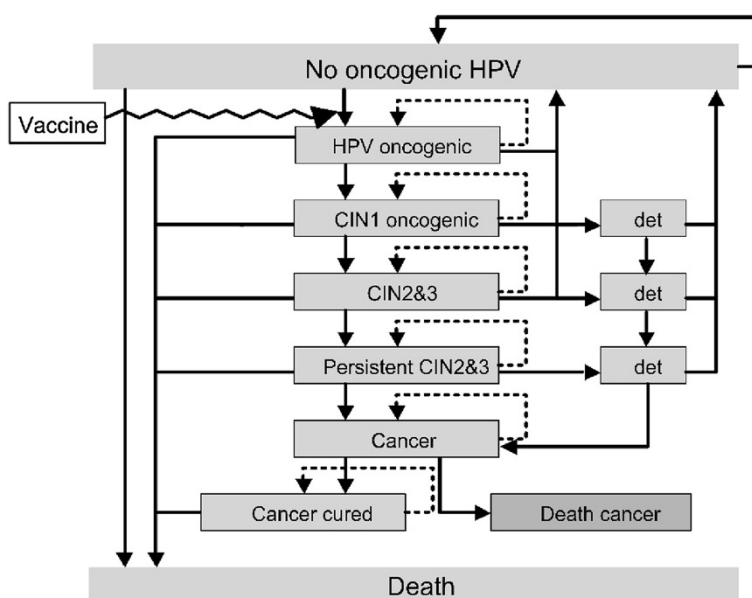 No oncogenic HPV
Vaccine
HPV oncogenic
CIN1 oncogenic
det
CIN2&3
det
Persistent CIN2&3
det
Cancer
Cancer cured
Death cancer
Death